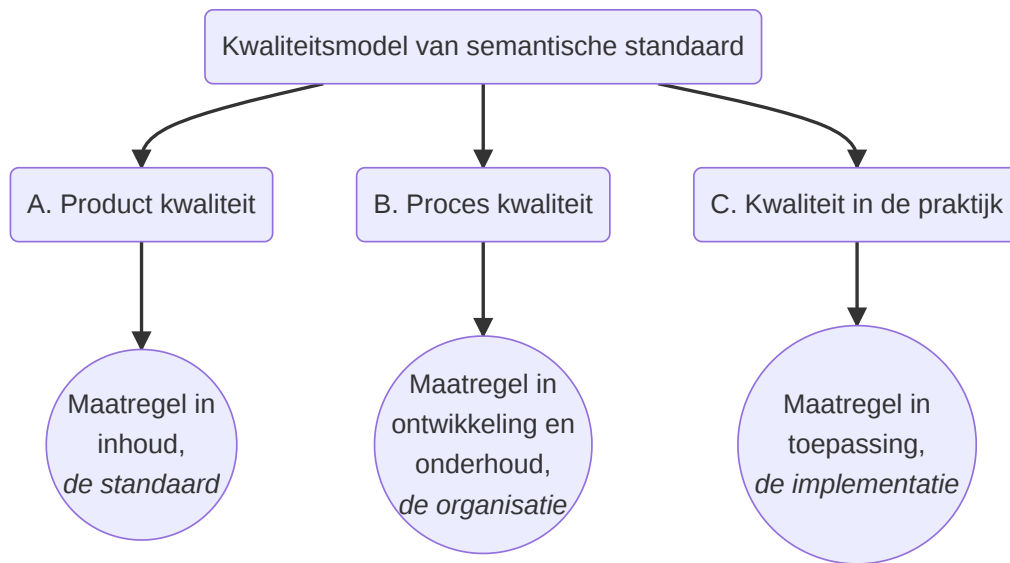 Kwaliteitsmodel van semantische standaard
A. Product kwaliteit
B. Proces kwaliteit
C. Kwaliteit in de praktijk
Maatregel in
inhoud,
de standaard
Maatregel in
ontwikkeling en
onderhoud,
de organisatie
Maatregel in
toepassing,
de implementatie